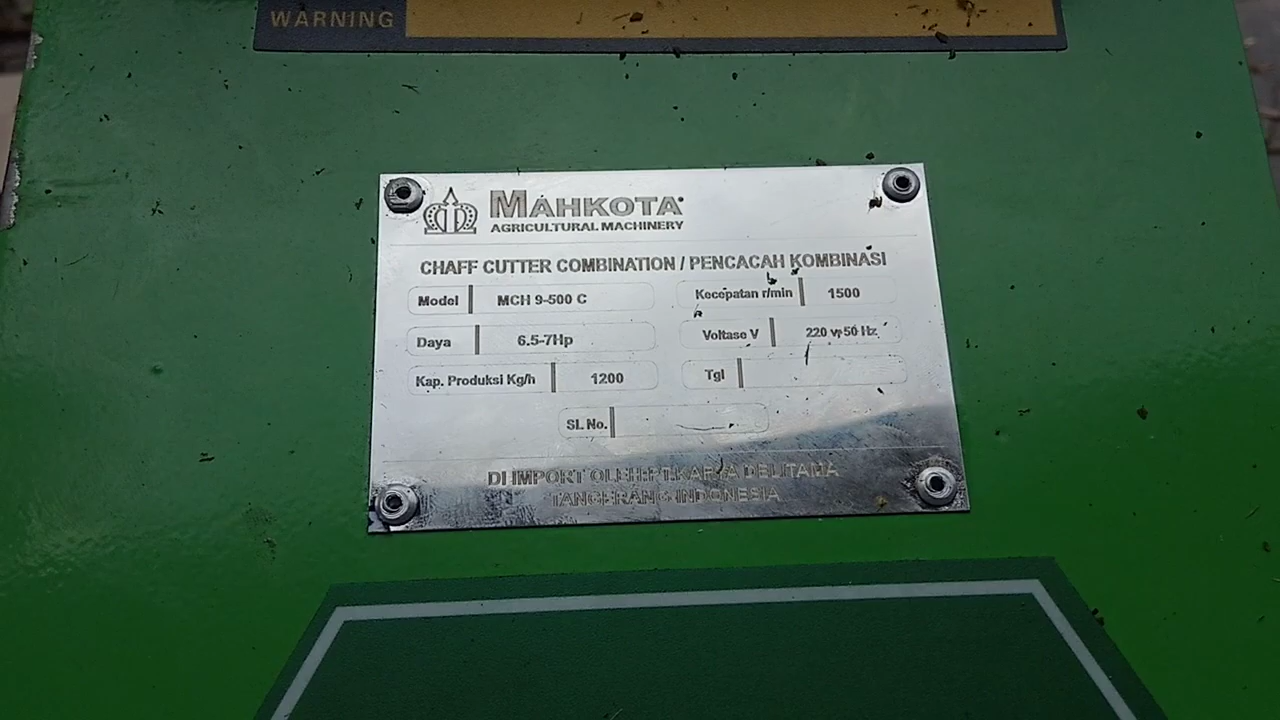 WARNING
MAHKOTA
AGRICULTURAL MACHINERY
CHAFF CUTTER COMBINATION / PENCACAH KOMBINASI
Model MCH 9-500 C
Kecepatan r/min 1500
Daya 6.5-7Hp
Voltase V 220 v, 50 Hz
Kap. Produksi Kg/h 1200
Tgl
SL No.
DI IMPORT OLEH:PT.KARYA DELITAMA
TANGERANG INDONESIA